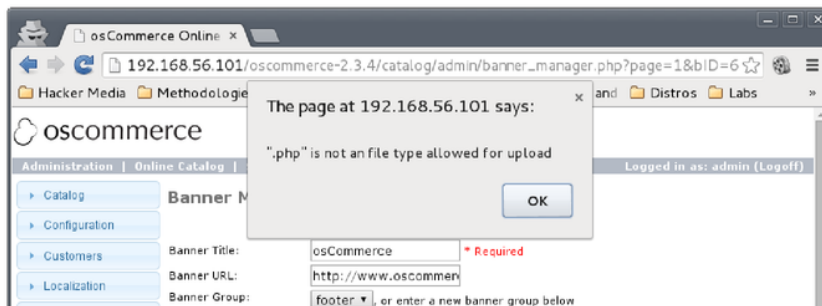 osCommerce Online ×
192.168.56.101/oscommerce-2.3.4/catalog/admin/banner_manager.php?page=1&bID=6
Hacker Media Methodologie and Distros Labs »
The page at 192.168.56.101 says: ×
".php" is not an file type allowed for upload
OK
oscommerce
Administration | Online Catalog | Logged in as: admin (Logoff)
Catalog
Configuration
Customers
Localization
Banner M
Banner Title: osCommerce * Required
Banner URL: http://www.oscommen
Banner Group: footer ▼, or enter a new banner group below